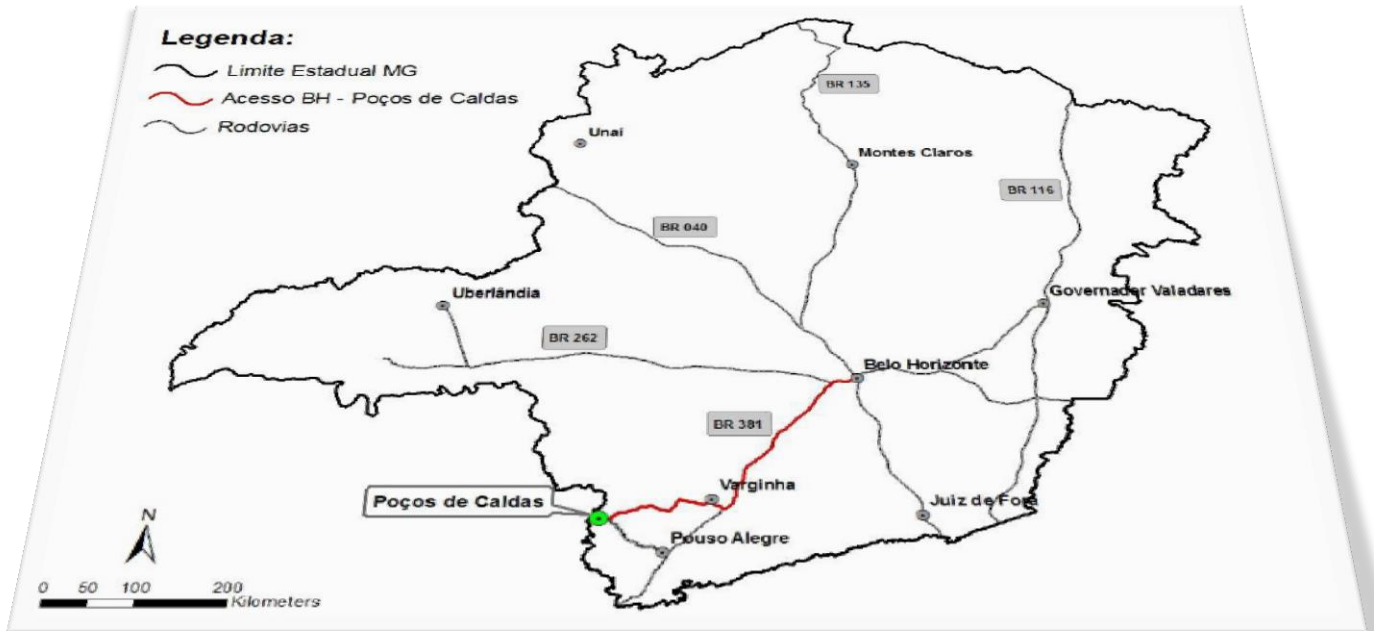 Legenda:
Limite Estadual MG
Acesso BH - Poços de Caldas
Rodovias
BR 135
Unaí
Montes Claros
BR 116
BR 040
Uberlândia
Governador Valadares
BR 262
Belo Horizonte
BR 381
Varginha
Poços de Caldas
Juiz de Fora
Pouso Alegre
N
0 50 100 200
Kilometers